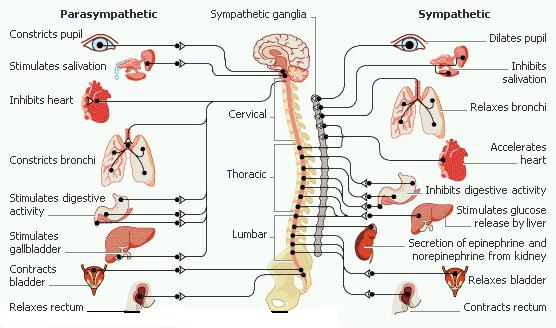 Parasympathetic
Sympathetic ganglia
Sympathetic
Constricts pupil
Stimulates salivation
Inhibits heart
Constricts bronchi
Stimulates digestive
activity
Stimulates
gallbladder
Contracts
bladder
Relaxes rectum
Cervical
Thoracic
Lumbar
Dilates pupil
Inhibits
salivation
Relaxes bronchi
Accelerates
heart
Inhibits digestive activity
Stimulates glucose
release by liver
Secretion of epinephrine and
norepinephrine from kidney
Relaxes bladder
Contracts rectum